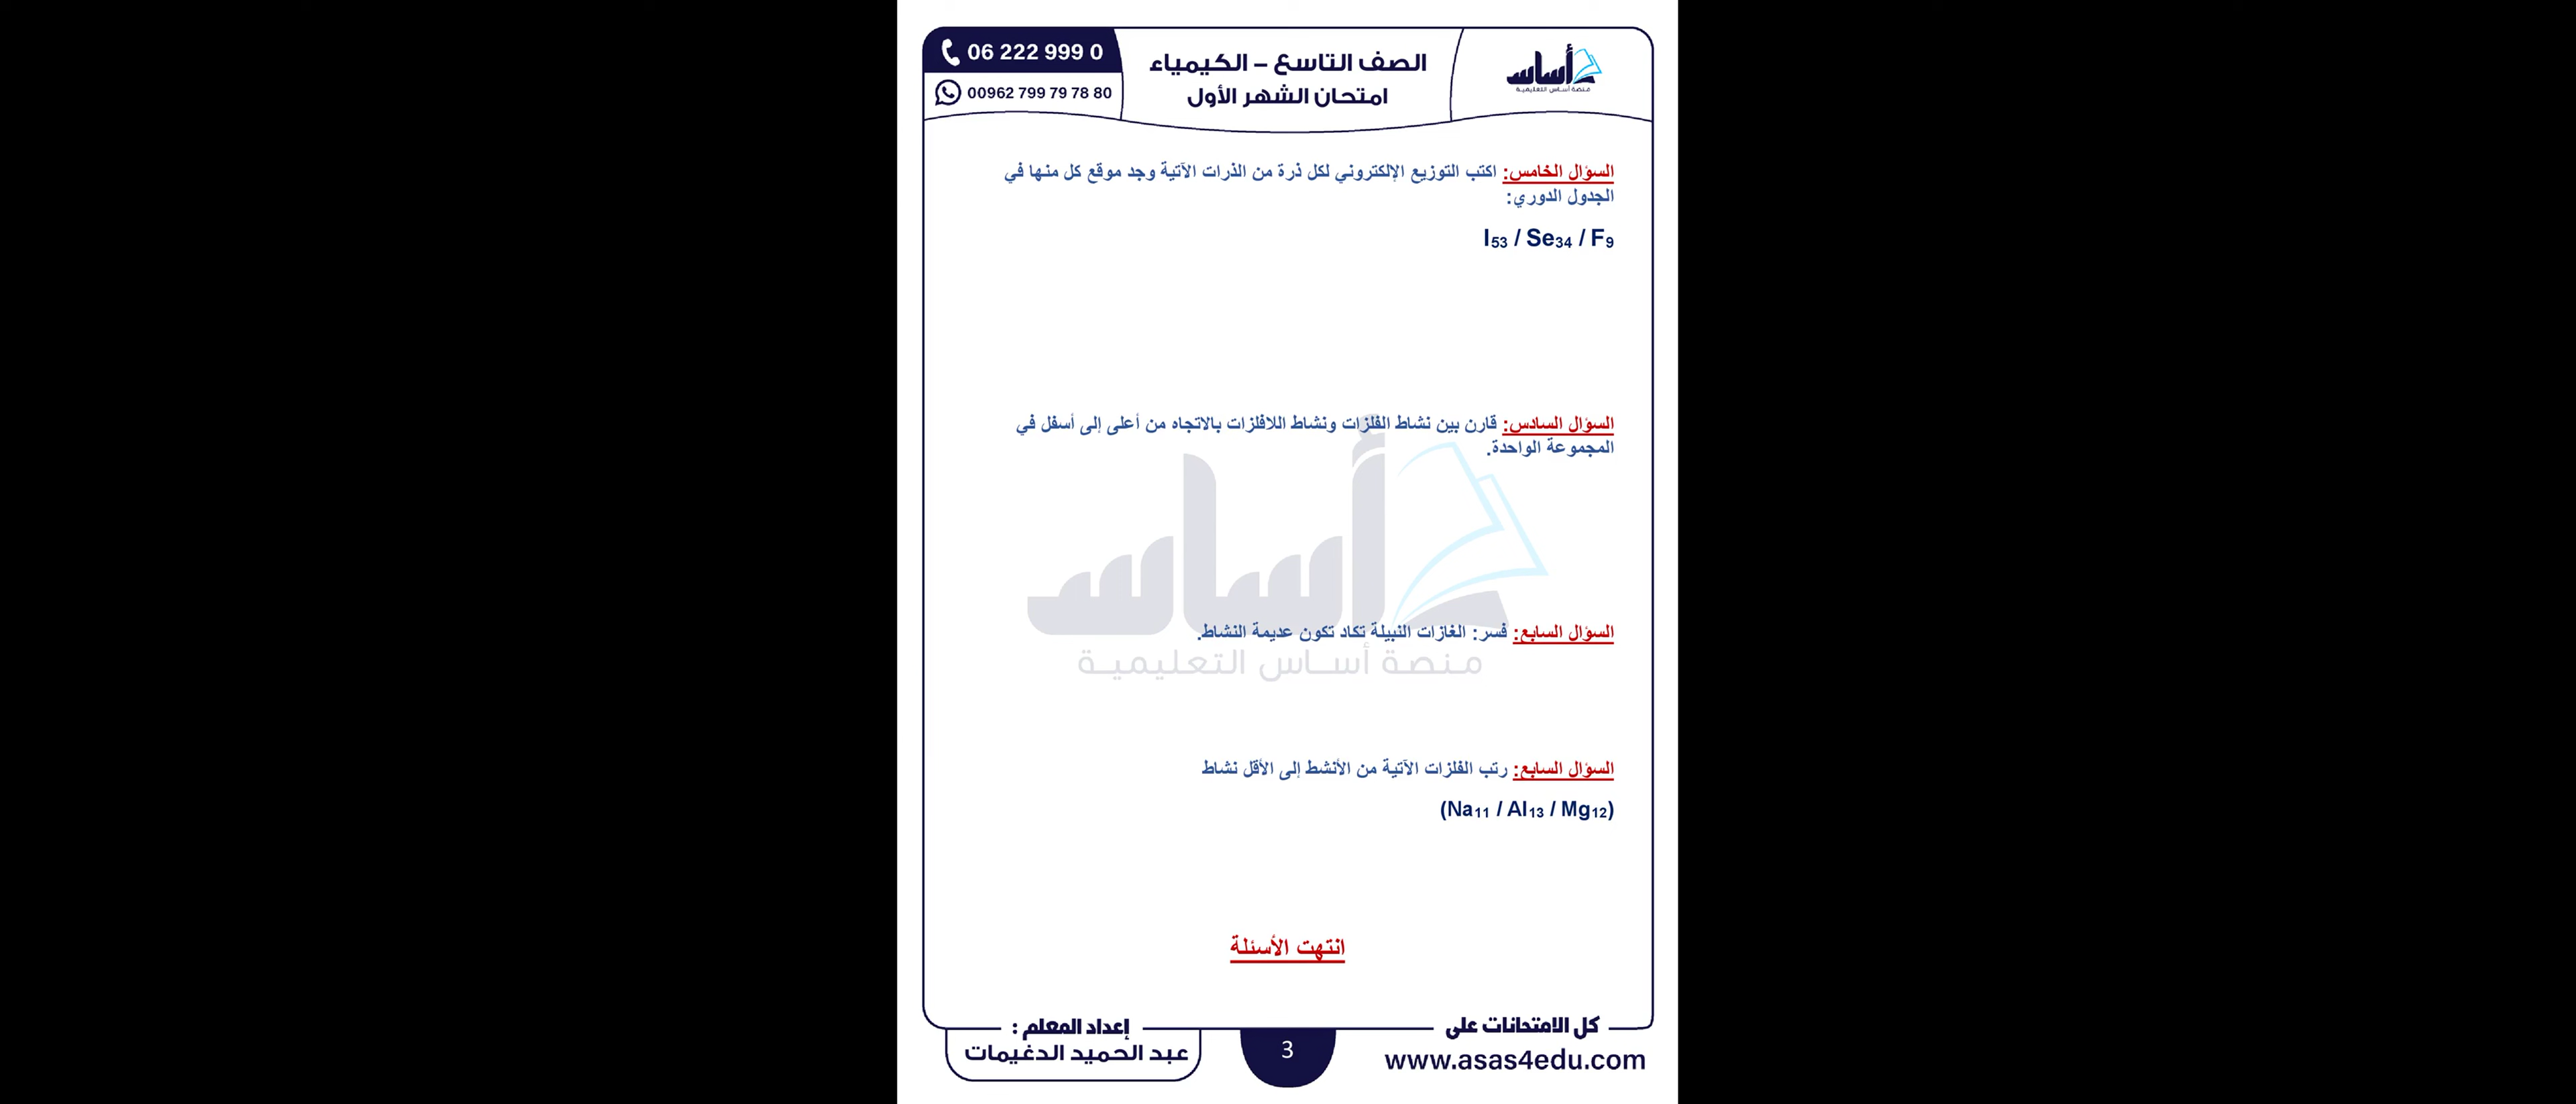 06 222 999 0
00962 799 79 78 80
الصف التاسع – الكيمياء
امتحان الشهر الأول
أساس
منصة أساس التعليمية
السؤال الخامس: اكتب التوزيع الإلكتروني لكل ذرة من الذرات الآتية وجد موقع كل منها في
الجدول الدوري:
I₅₃ / Se₃₄ / F₉
السؤال السادس: قارن بين نشاط الفلزات ونشاط اللافلزات بالاتجاه من أعلى إلى أسفل في
المجموعة الواحدة.
أساس
السؤال السابع: فسر: الغازات النبيلة تكاد تكون عديمة النشاط.
منصة أساس التعليمية
السؤال السابع: رتب الفلزات الآتية من الأنشط إلى الأقل نشاط
(Na₁₁ / Al₁₃ / Mg₁₂)
انتهت الأسئلة
كل الامتحانات على
www.asas4edu.com
3
إعداد المعلم :
عبد الحميد الدغيمات